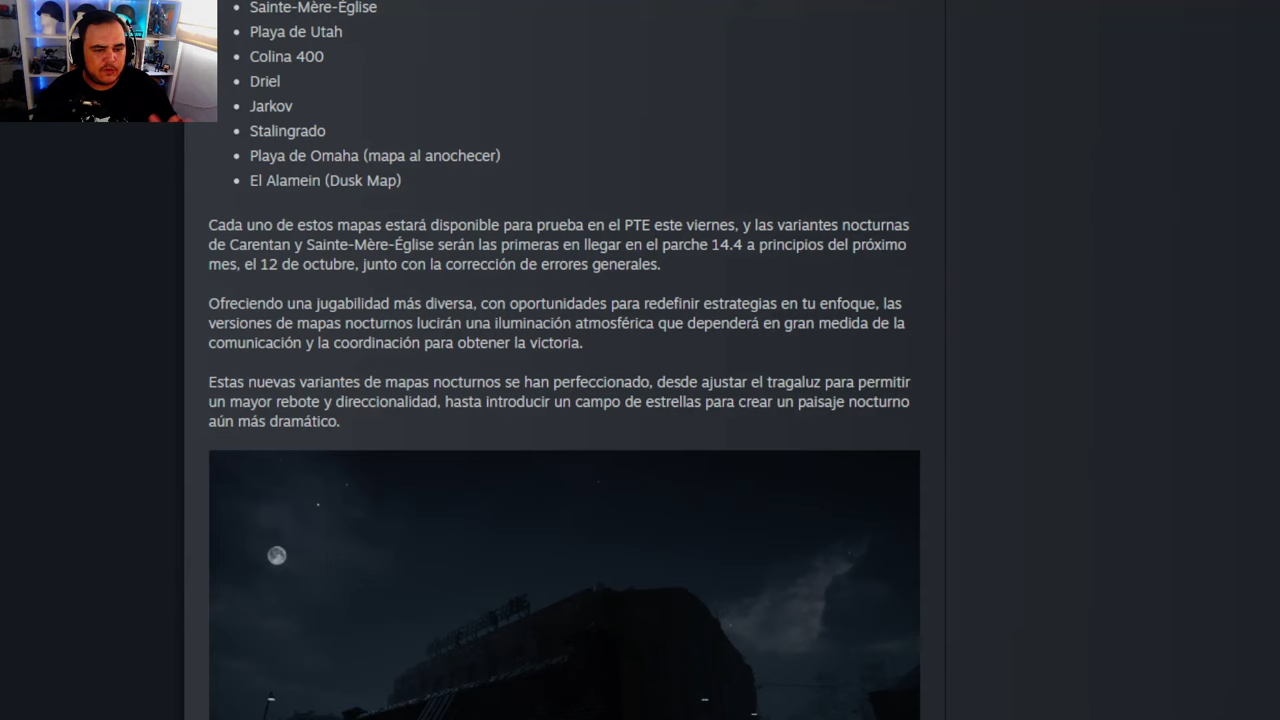 Sainte-Mère-Église
Playa de Utah
Colina 400
Driel
Jarkov
Stalingrado
Playa de Omaha (mapa al anochecer)
El Alamein (Dusk Map)
Cada uno de estos mapas estará disponible para prueba en el PTE este viernes, y las variantes nocturnas
de Carentan y Sainte-Mère-Église serán las primeras en llegar en el parche 14.4 a principios del próximo
mes, el 12 de octubre, junto con la corrección de errores generales.
Ofreciendo una jugabilidad más diversa, con oportunidades para redefinir estrategias en tu enfoque, las
versiones de mapas nocturnos lucirán una iluminación atmosférica que dependerá en gran medida de la
comunicación y la coordinación para obtener la victoria.
Estas nuevas variantes de mapas nocturnos se han perfeccionado, desde ajustar el tragaluz para permitir
un mayor rebote y direccionalidad, hasta introducir un campo de estrellas para crear un paisaje nocturno
aún más dramático.